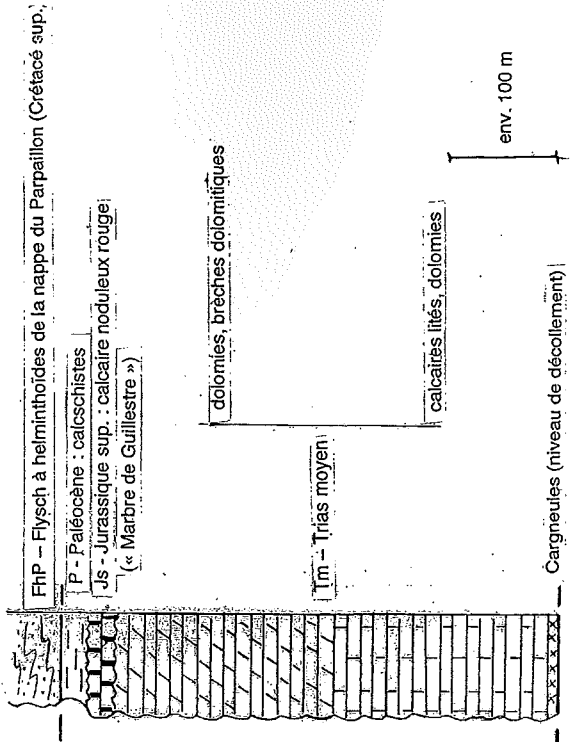 FhP – Flysch à helminthoïdes de la nappe du Parpaillon (Crétacé sup.)
P - Paléocène : calcschistes
Js - Jurassique sup. : calcaire noduleux rouge
(« Marbre de Guillestre »)
dolomies, brèches dolomitiques
Tm – Trias moyen
calcaires lités, dolomies
env. 100 m
Cargneules (niveau de décollement)